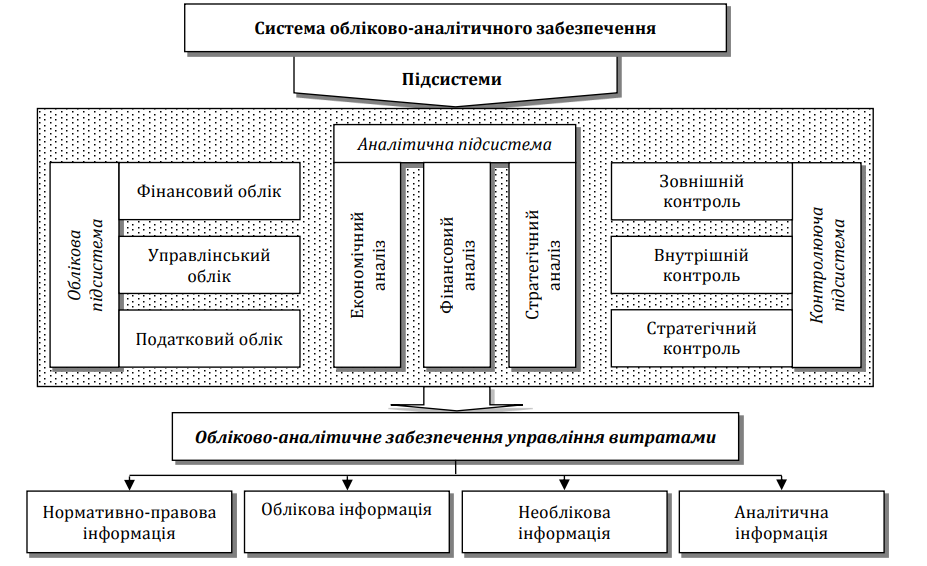 Система обліково-аналітичного забезпечення
Підсистеми
Аналітична підсистема
Облікова
підсистема
Фінансовий облік
Управлінський
облік
Податковий облік
Економічний
аналіз
Фінансовий
аналіз
Стратегічний
аналіз
Зовнішній
контроль
Внутрішній
контроль
Стратегічний
контроль
Контролююча
підсистема
Обліково-аналітичне забезпечення управління витратами
Нормативно-правова
інформація
Облікова інформація
Необлікова
інформація
Аналітична
інформація